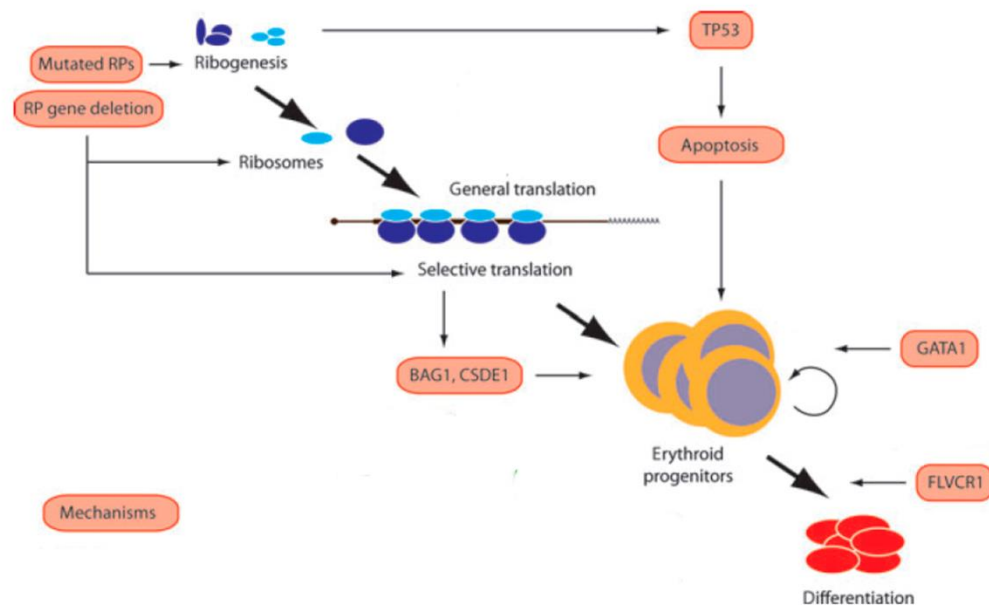 TP53
Mutated RPs
Ribogenesis
RP gene deletion
Apoptosis
Ribosomes
General translation
Selective translation
GATA1
BAG1, CSDE1
Erythroid
progenitors
FLVCR1
Mechanisms
Differentiation